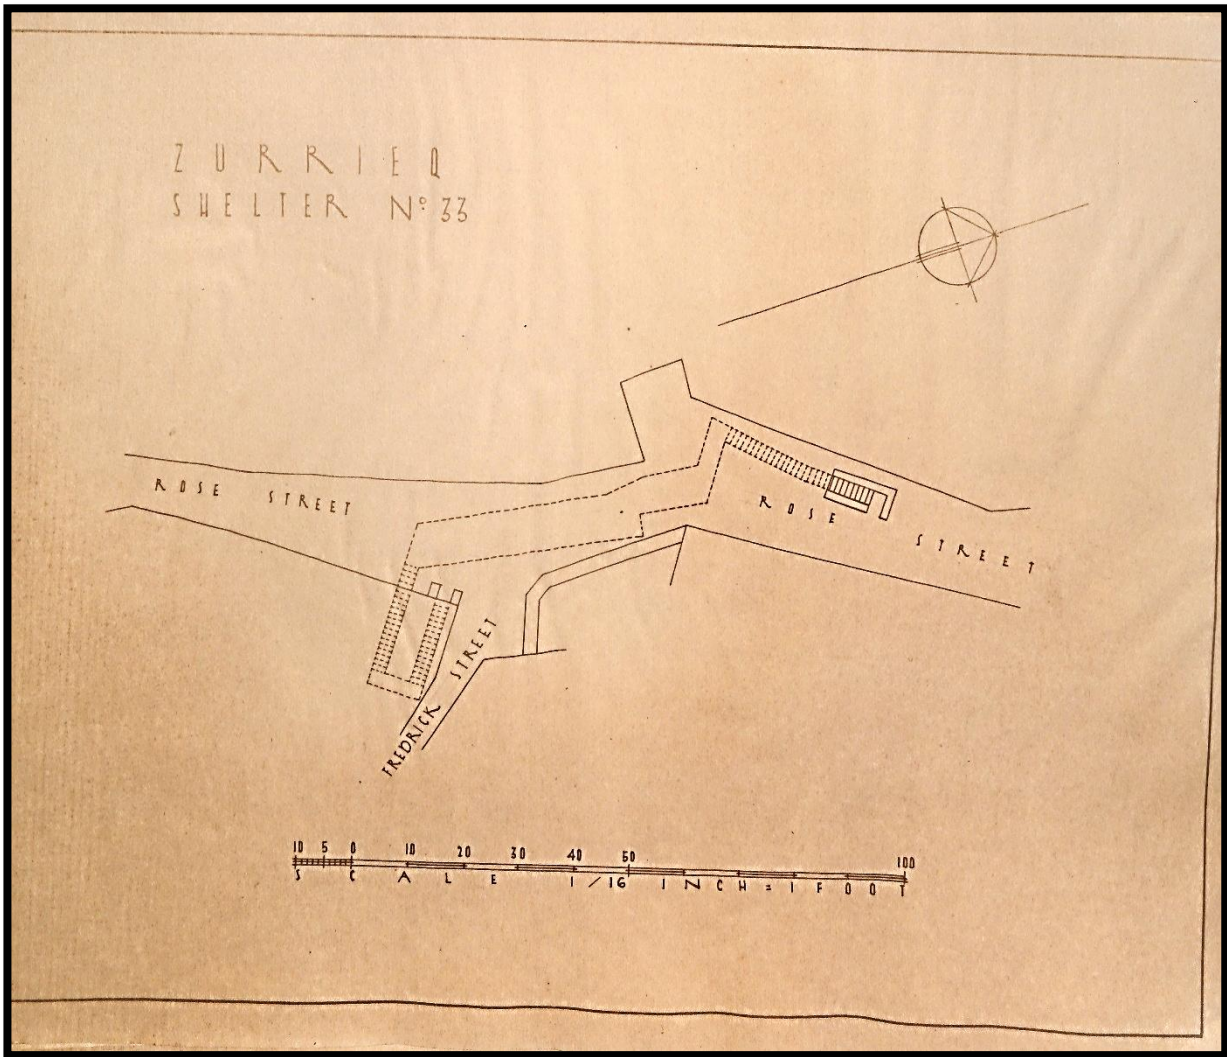 ZURRIEQ
SHELTER Nº 33
ROSE STREET
ROSE STREET
FREDRICK STREET
10 5 0 10 20 30 40 50 100
SCALE 1/16 INCH = 1 FOOT